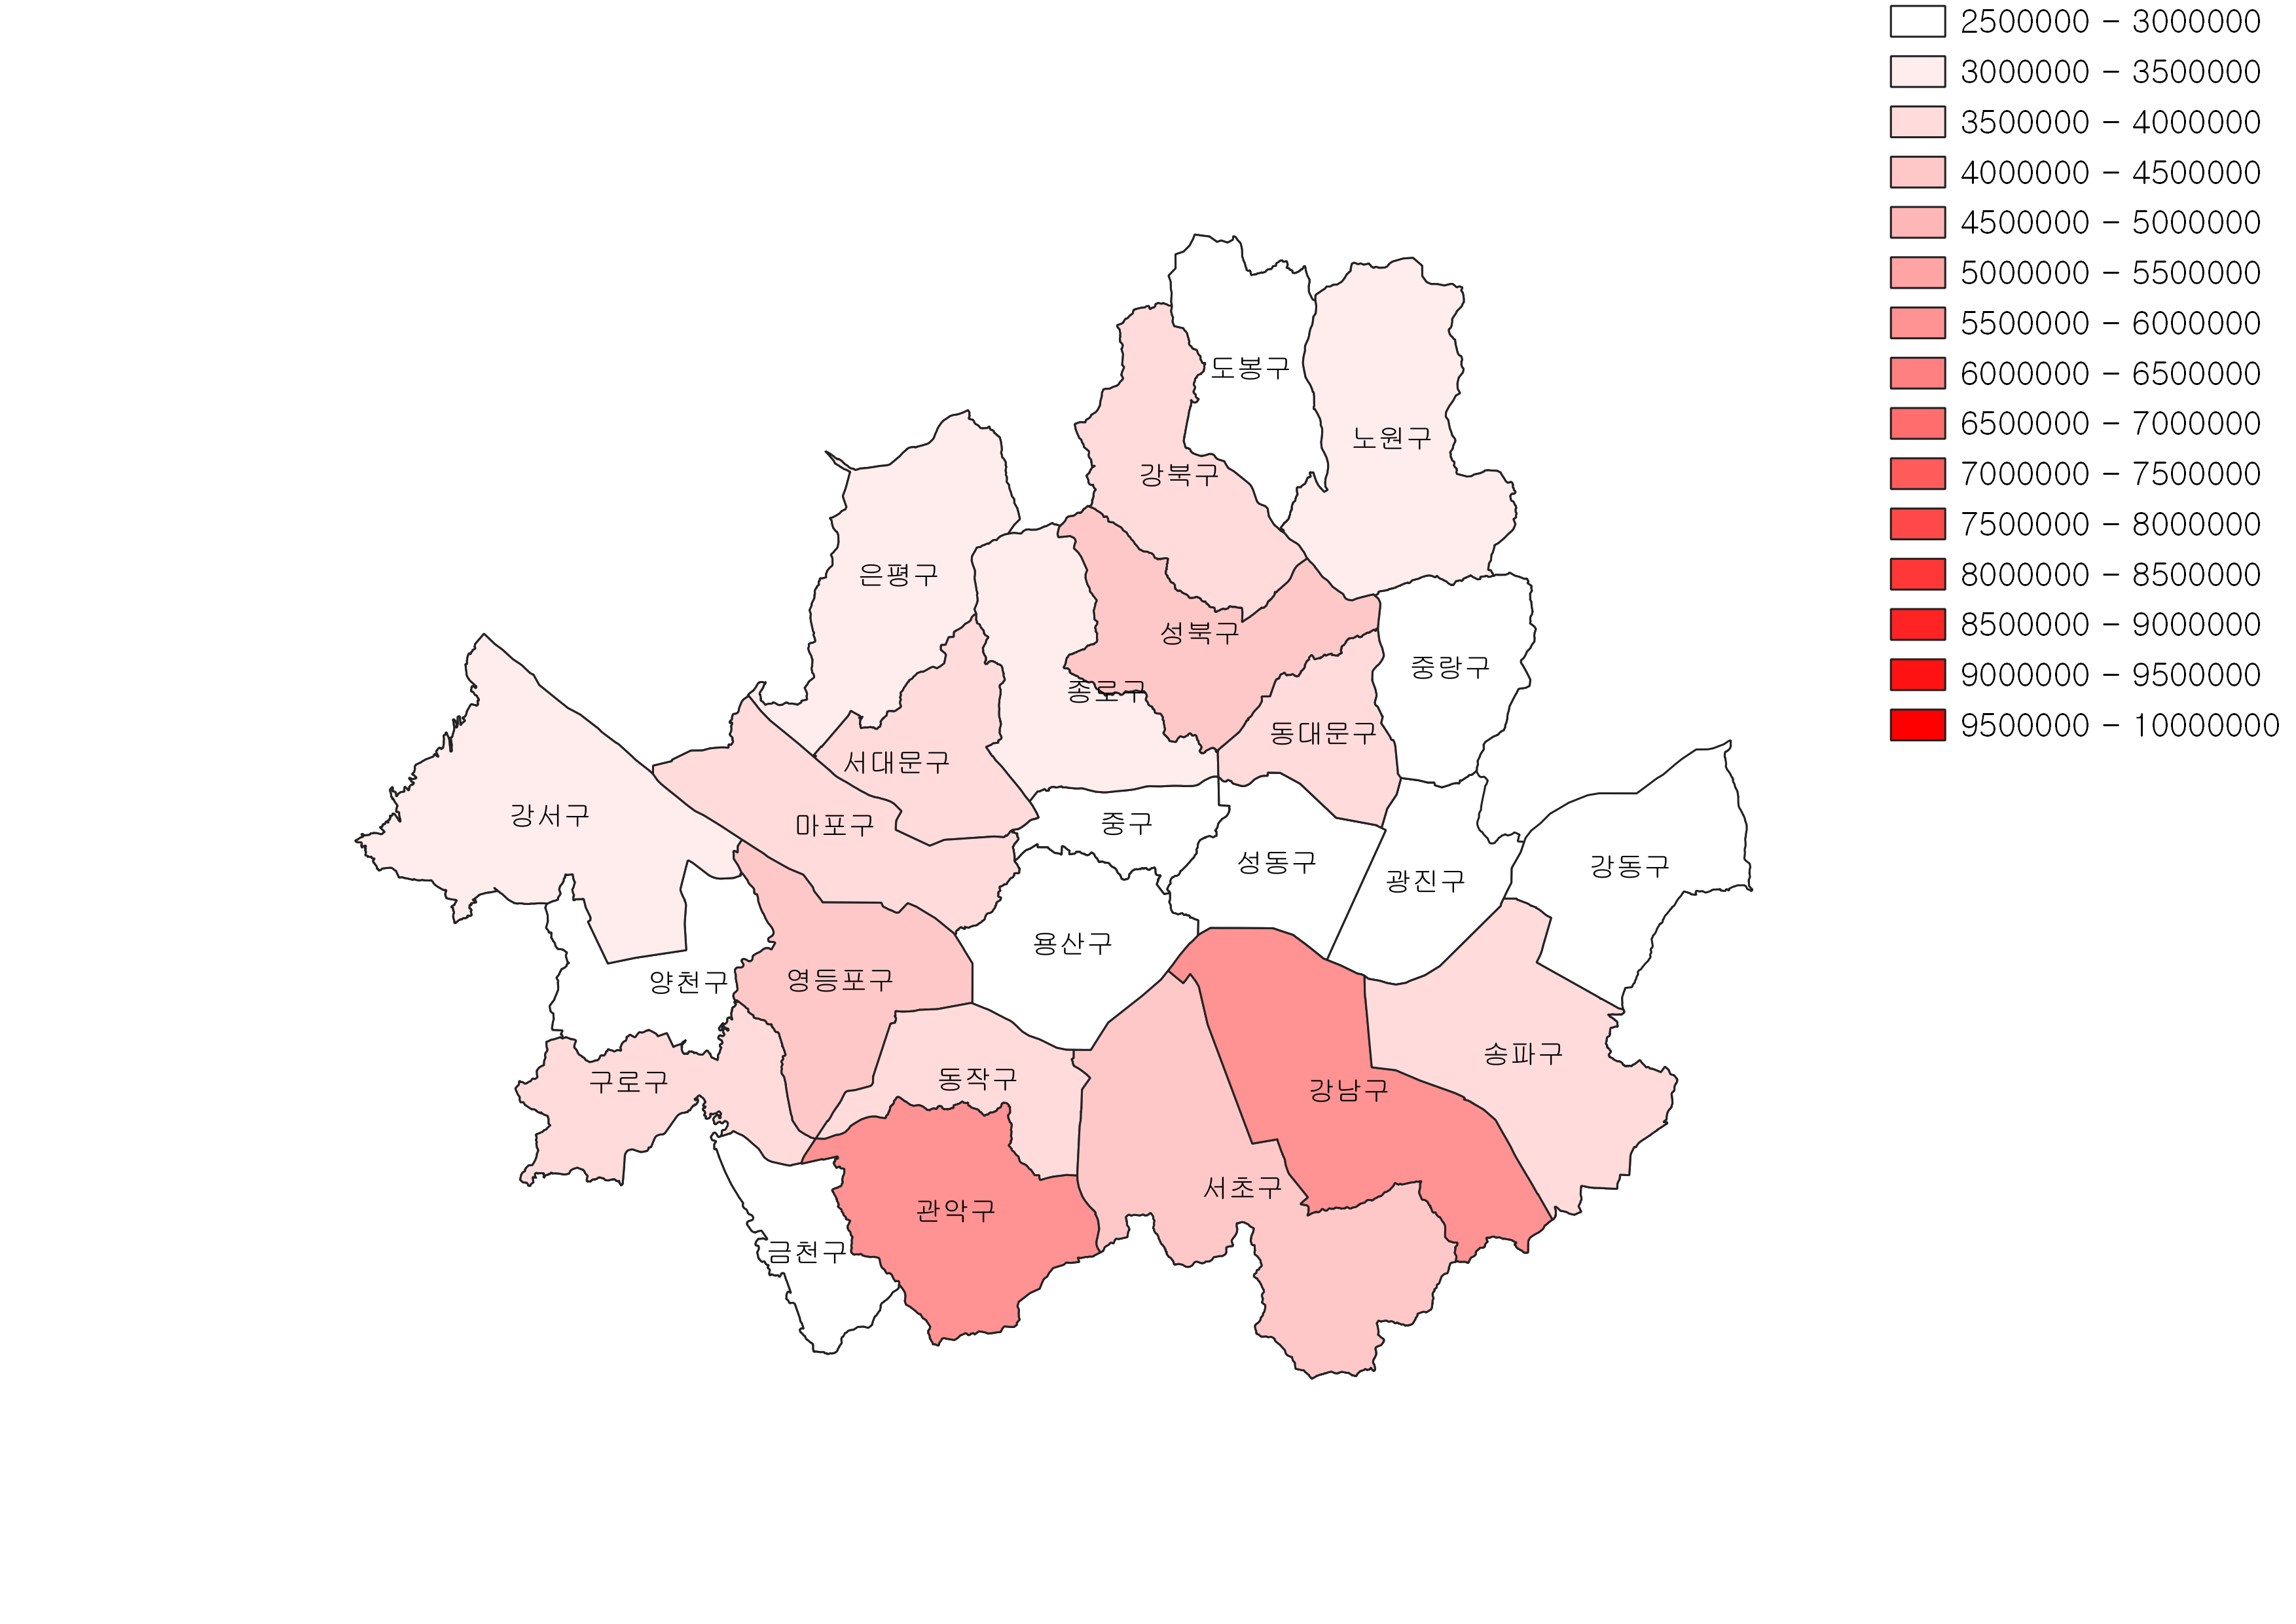 2500000 - 3000000
3000000 - 3500000
3500000 - 4000000
4000000 - 4500000
4500000 - 5000000
5000000 - 5500000
5500000 - 6000000
6000000 - 6500000
6500000 - 7000000
7000000 - 7500000
7500000 - 8000000
8000000 - 8500000
8500000 - 9000000
9000000 - 9500000
9500000 - 10000000
도봉구
노원구
강북구
은평구
성북구
중랑구
종로구
동대문구
서대문구
강서구
마포구
중구
성동구
강동구
광진구
용산구
양천구
영등포구
송파구
동작구
구로구
강남구
서초구
관악구
금천구